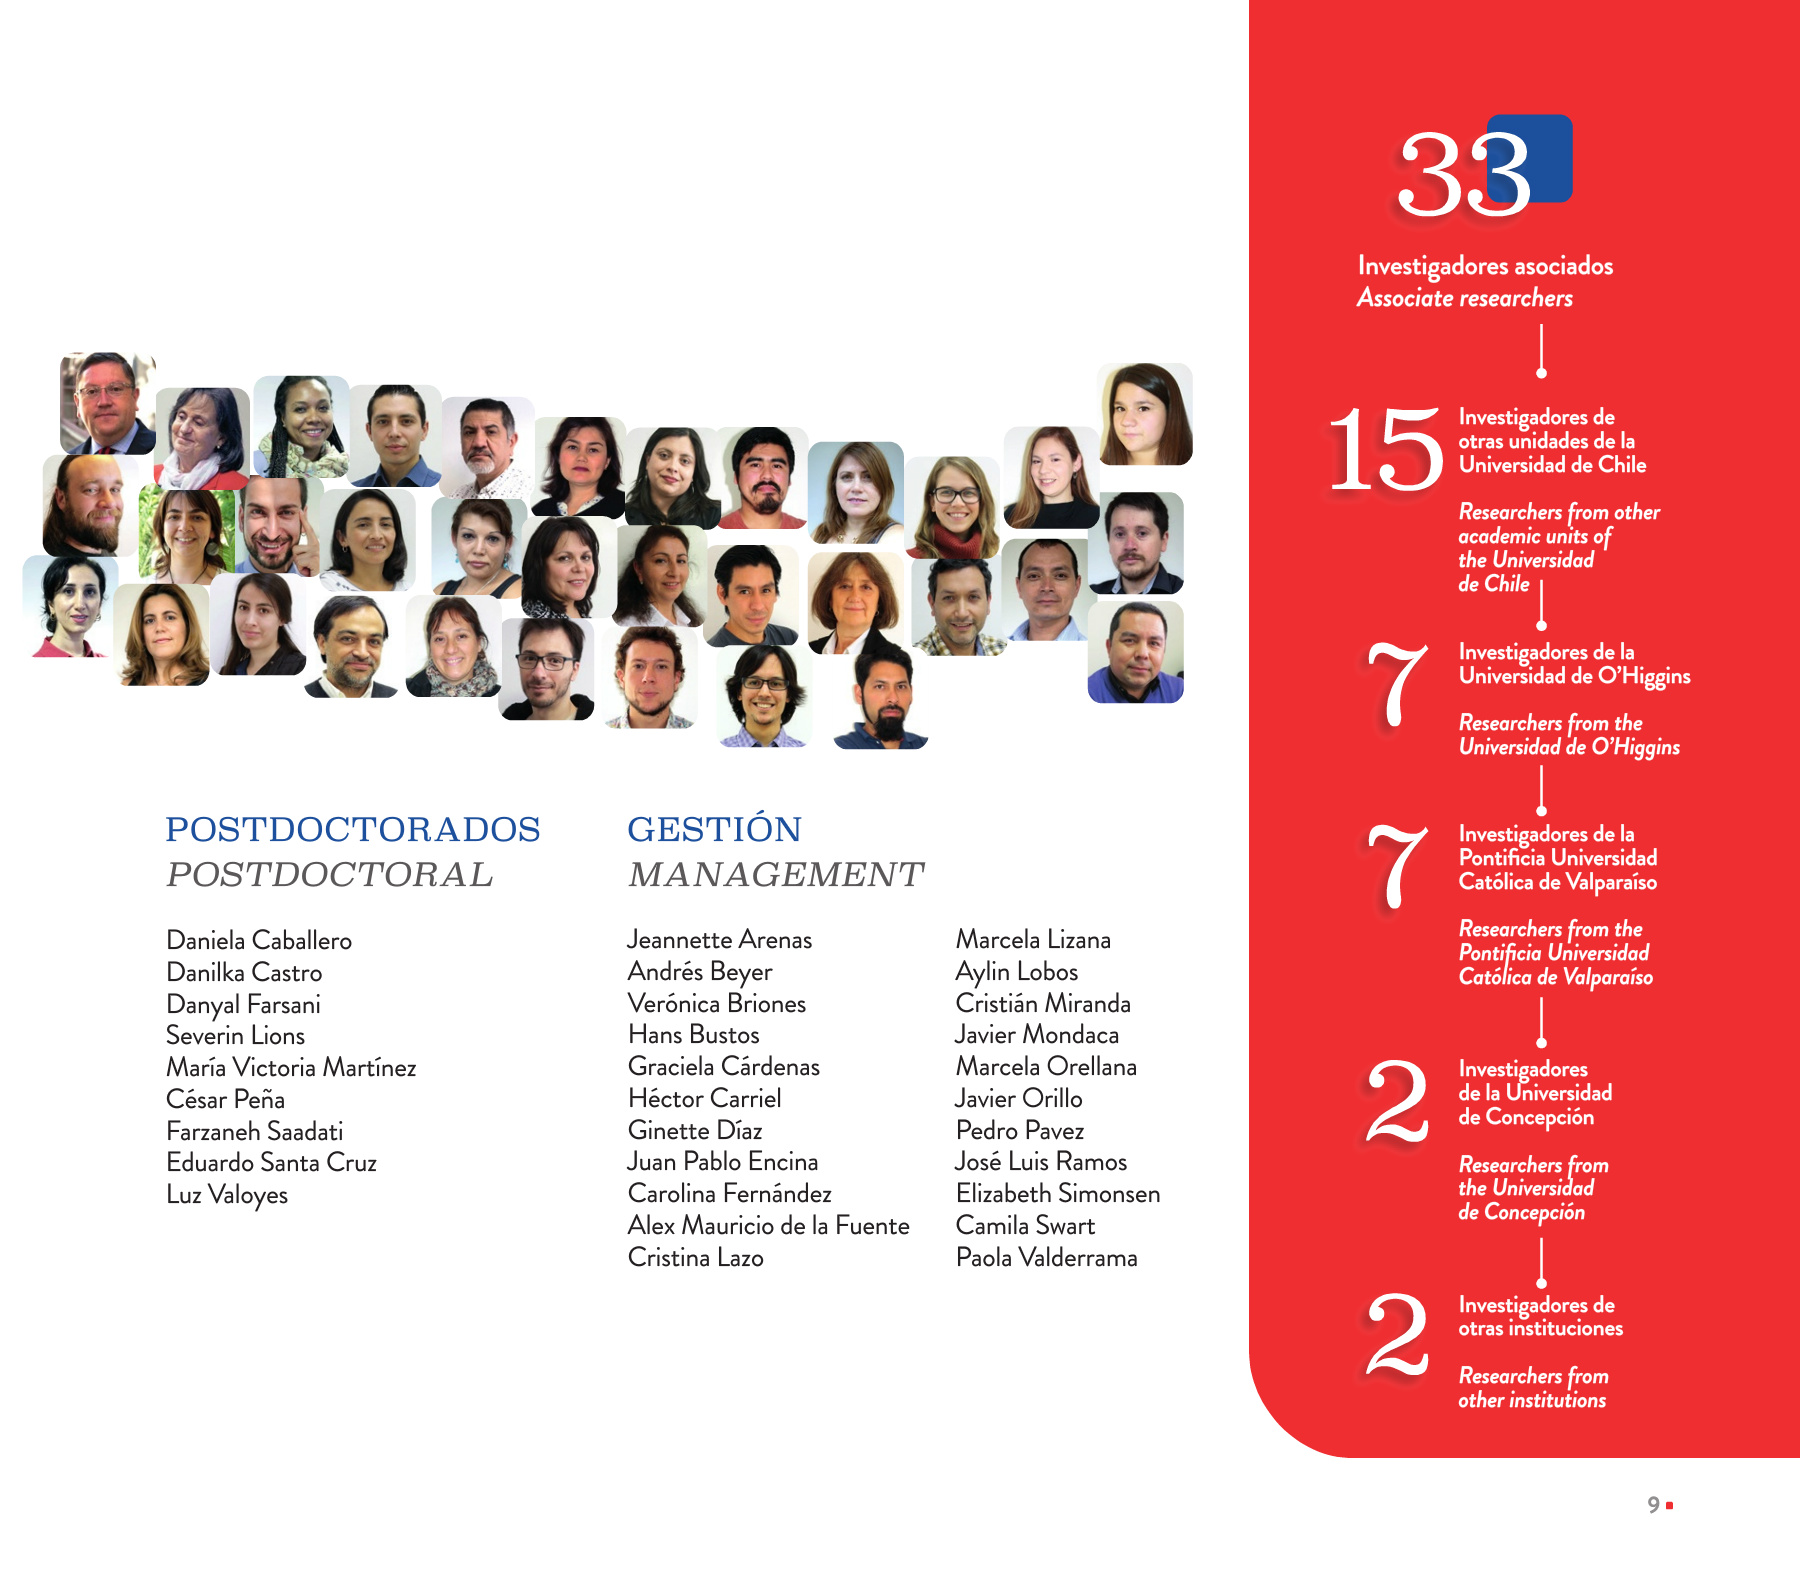 POSTDOCTORADOS
POSTDOCTORAL
Daniela Caballero
Danilka Castro
Danyal Farsani
Severin Lions
María Victoria Martínez
César Peña
Farzaneh Saadati
Eduardo Santa Cruz
Luz Valoyes
GESTIÓN
MANAGEMENT
Jeannette Arenas
Andrés Beyer
Verónica Briones
Hans Bustos
Graciela Cárdenas
Héctor Carriel
Ginette Díaz
Juan Pablo Encina
Carolina Fernández
Alex Mauricio de la Fuente
Cristina Lazo
Marcela Lizana
Aylin Lobos
Cristián Miranda
Javier Mondaca
Marcela Orellana
Javier Orillo
Pedro Pavez
José Luis Ramos
Elizabeth Simonsen
Camila Swart
Paola Valderrama
33
Investigadores asociados
Associate researchers
15
Investigadores de
otras unidades de la
Universidad de Chile
Researchers from other
academic units of
the Universidad
de Chile
7
Investigadores de la
Universidad de O'Higgins
Researchers from the
Universidad de O'Higgins
7
Investigadores de la
Pontificia Universidad
Católica de Valparaíso
Researchers from the
Pontificia Universidad
Católica de Valparaíso
2
Investigadores
de la Universidad
de Concepción
Researchers from
the Universidad
de Concepción
2
Investigadores de
otras instituciones
Researchers from
other institutions
9